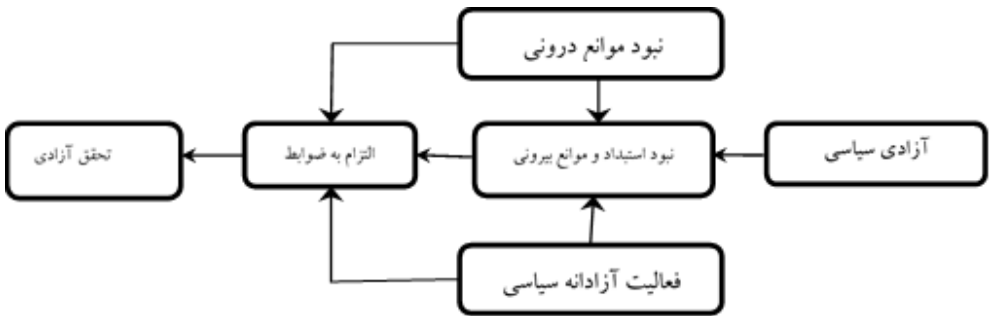 نبود موانع درونی
آزادی سیاسی
نبود استبداد و موانع بیرونی
التزام به ضوابط
تحقق آزادی
فعالیت آزادانه سیاسی